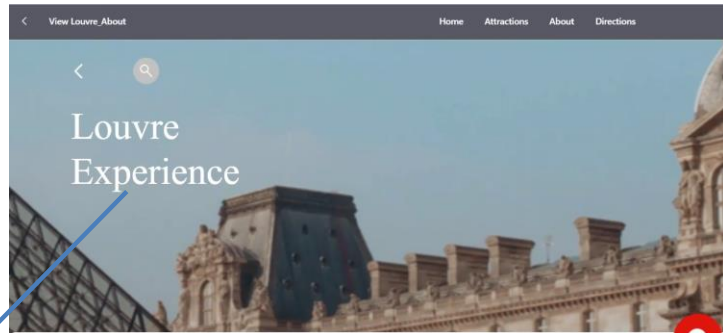 View Louvre_About Home Attractions About Directions
Louvre
Experience